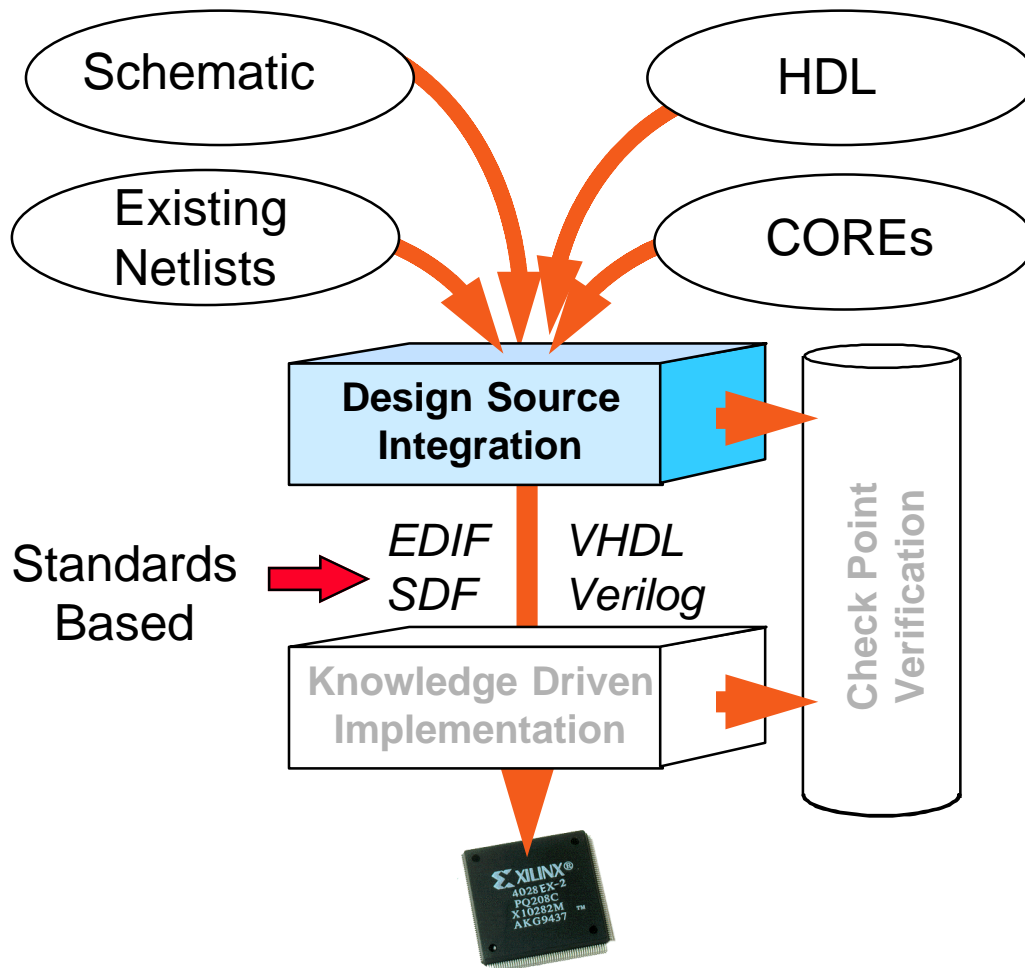 Schematic
HDL
Existing
Netlists
COREs
Design Source
Integration
Standards
Based
EDIF
SDF
VHDL
Verilog
Check Point
Verification
Knowledge Driven
Implementation
XILINX®
4028EX-2
PQ208C
X10282M
AKG9437
™